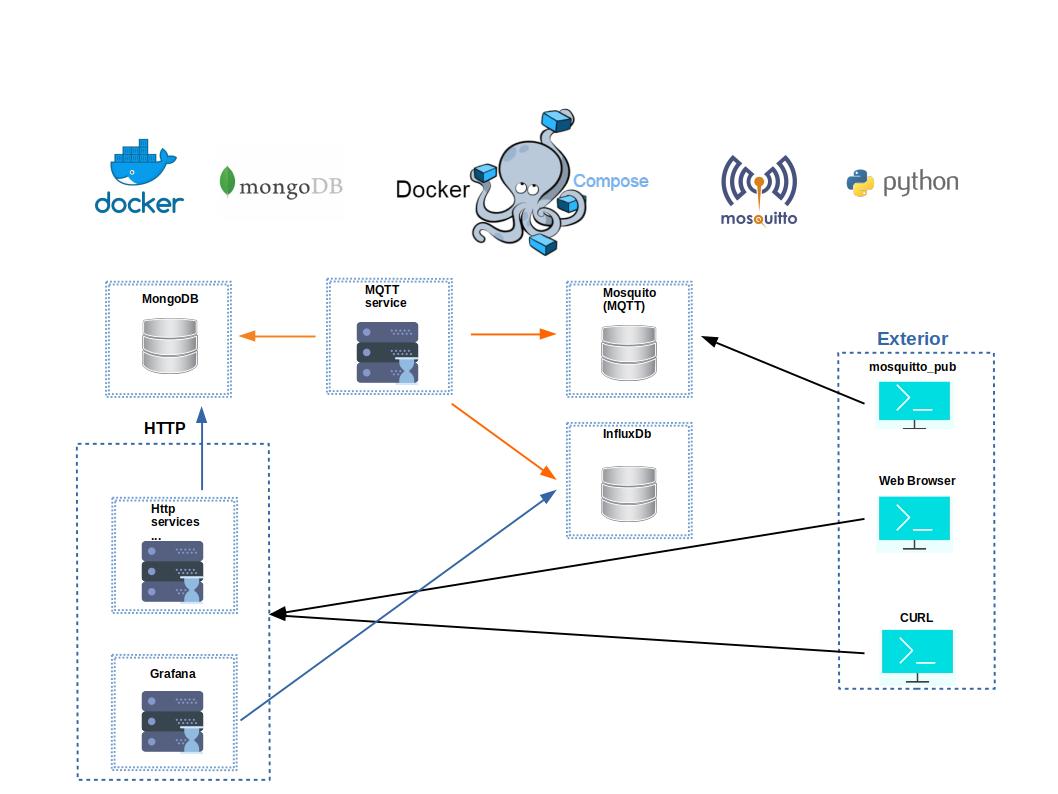 docker
mongoDB
Docker
Compose
mosquitto
python
MongoDB
MQTT
service
Mosquito
(MQTT)
Exterior
mosquitto_pub
HTTP
InfluxDb
Web Browser
Http
services
...
CURL
Grafana